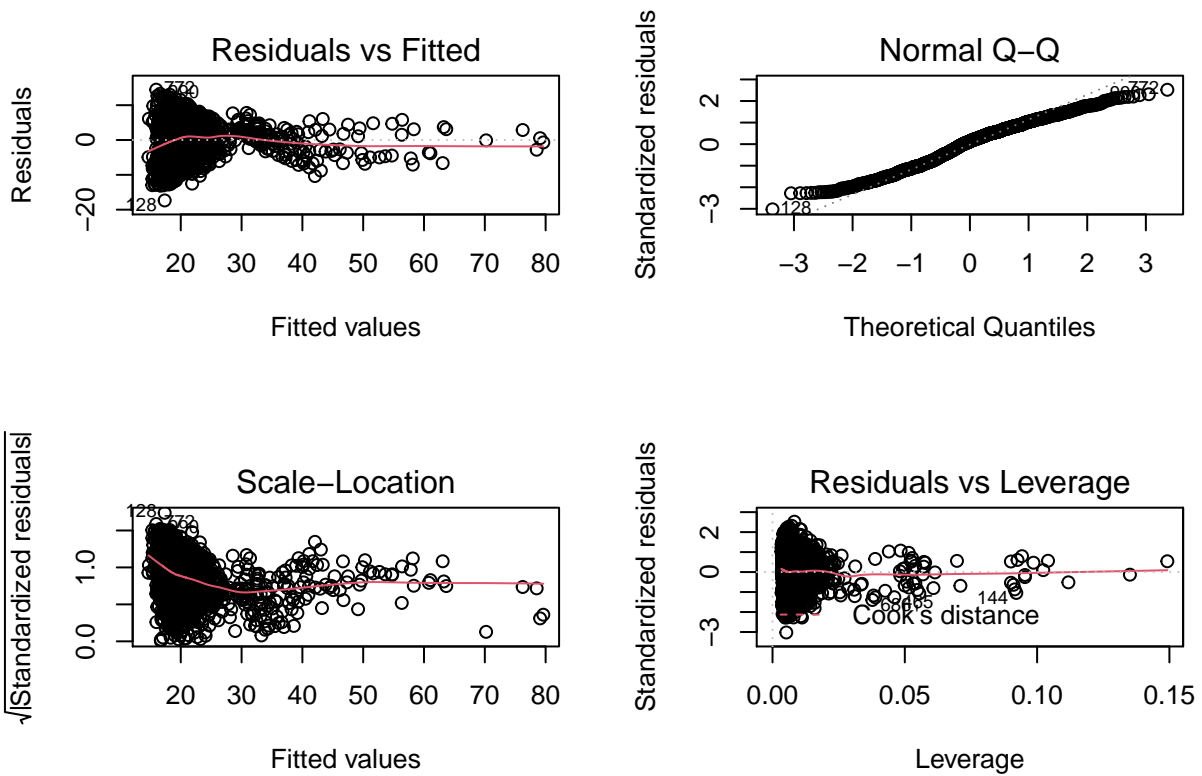 Residuals vs Fitted
Residuals
0
−20
772
128
20 30 40 50 60 70 80
Fitted values
Normal Q−Q
Standardized residuals
2
0
−3
772
128
−3 −2 −1 0 1 2 3
Theoretical Quantiles
Scale−Location
√|Standardized residuals|
1.0
0.0
128
772
20 30 40 50 60 70 80
Fitted values
Residuals vs Leverage
Standardized residuals
2
0
−3
144
Cook's distance
0.00 0.05 0.10 0.15
Leverage